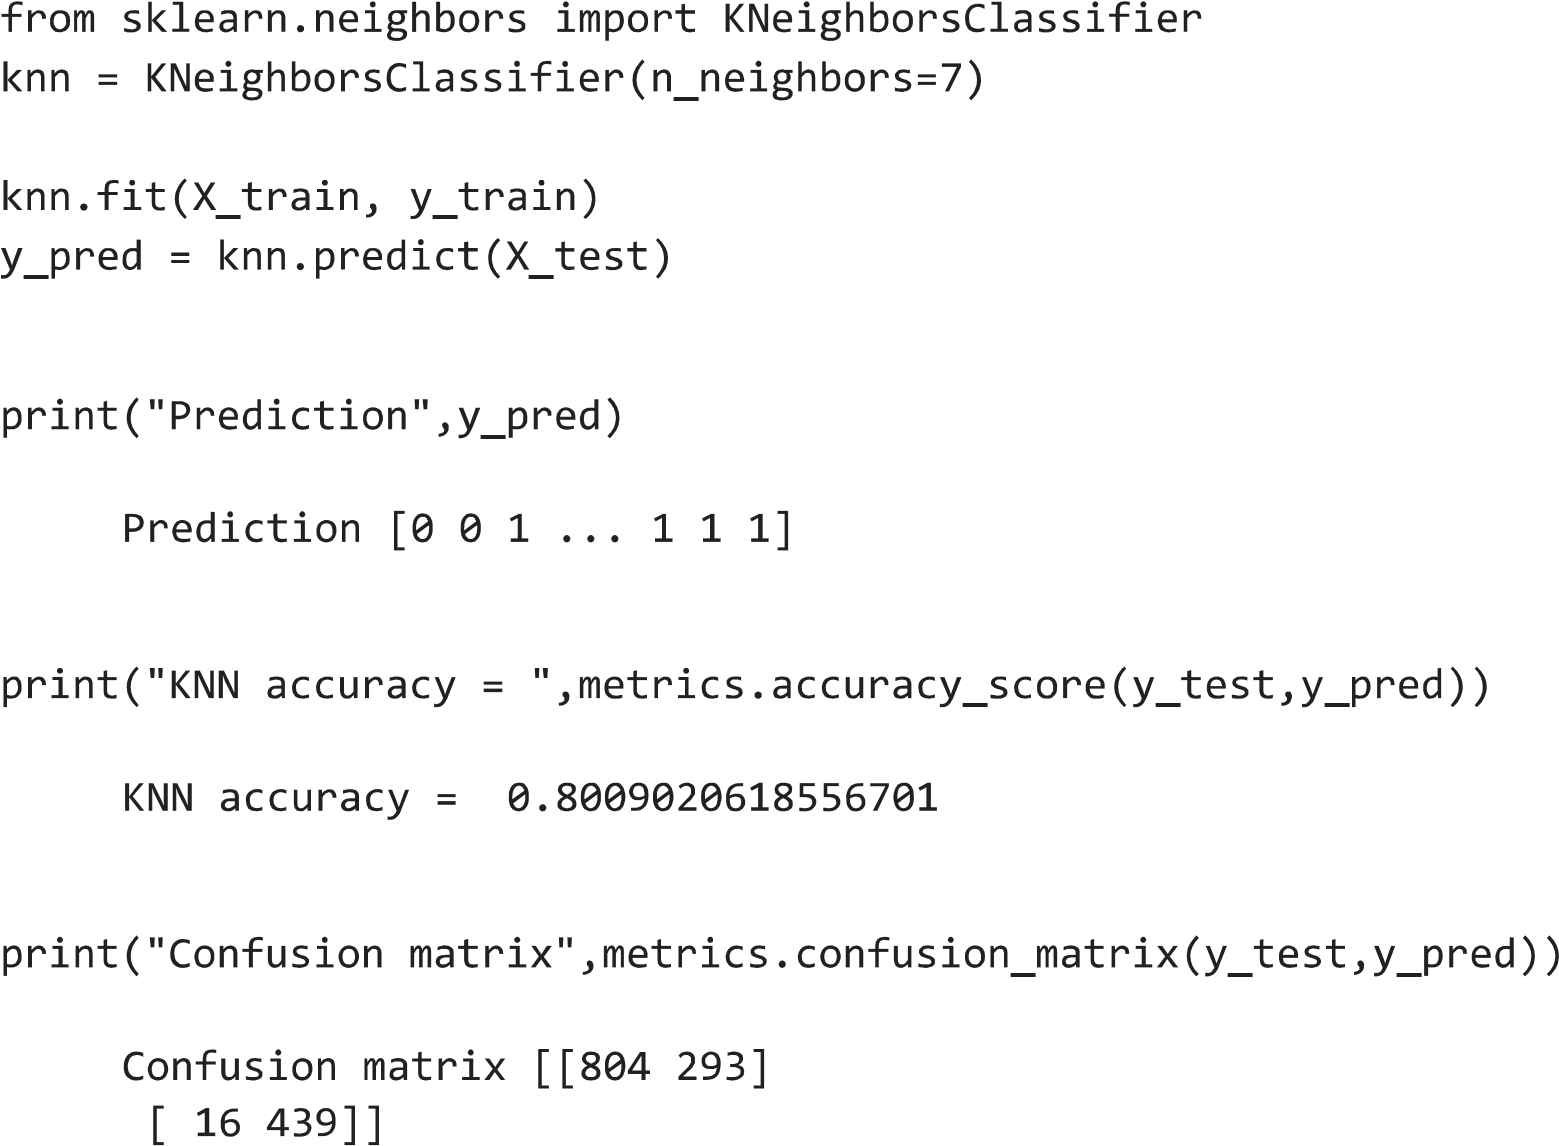 from sklearn.neighbors import KNeighborsClassifier
knn = KNeighborsClassifier(n_neighbors=7)
knn.fit(X_train, y_train)
y_pred = knn.predict(X_test)
print("Prediction",y_pred)
Prediction [0 0 1 ... 1 1 1]
print("KNN accuracy = ",metrics.accuracy_score(y_test,y_pred))
KNN accuracy =  0.8009020618556701
print("Confusion matrix",metrics.confusion_matrix(y_test,y_pred))
Confusion matrix [[804 293]
[ 16 439]]